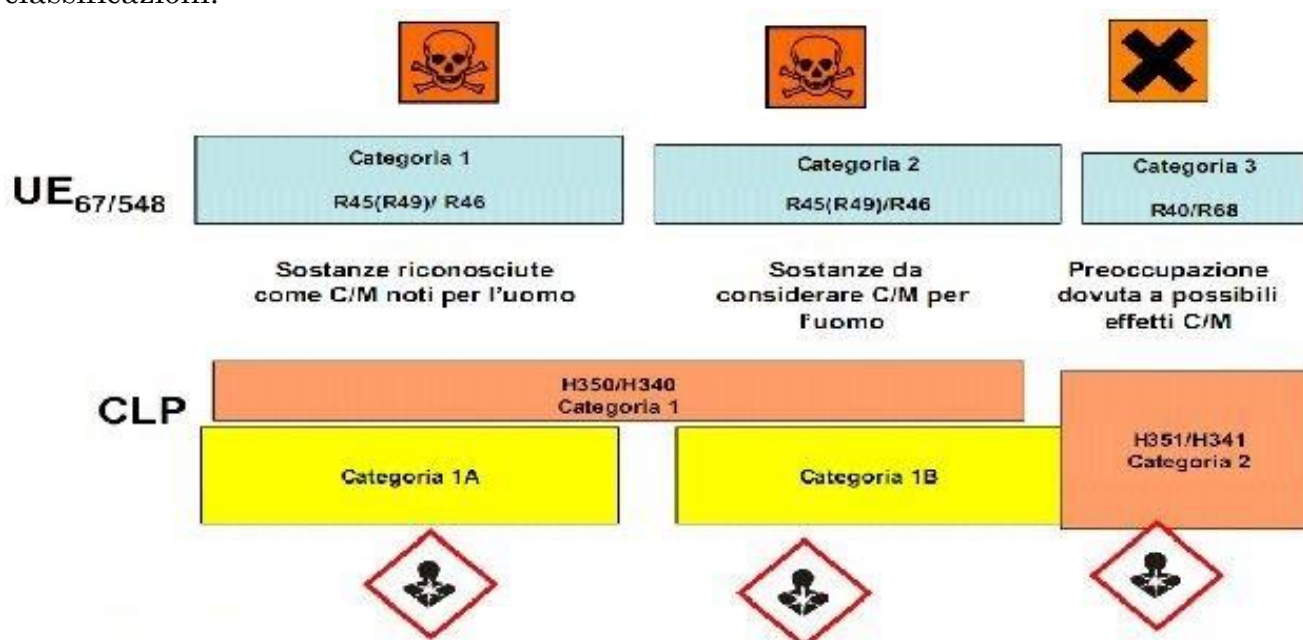 classificazioni:
Categoria 1
R45(R49)/ R46
Categoria 2
R45(R49)/R46
Categoria 3
R40/R68
UE67/548
Sostanze riconosciute
come C/M noti per l'uomo
Sostanze da
considerare C/M per
l'uomo
Preoccupazione
dovuta a possibili
effetti C/M
CLP
H350/H340
Categoria 1
Categoria 1A
Categoria 1B
H351/H341
Categoria 2